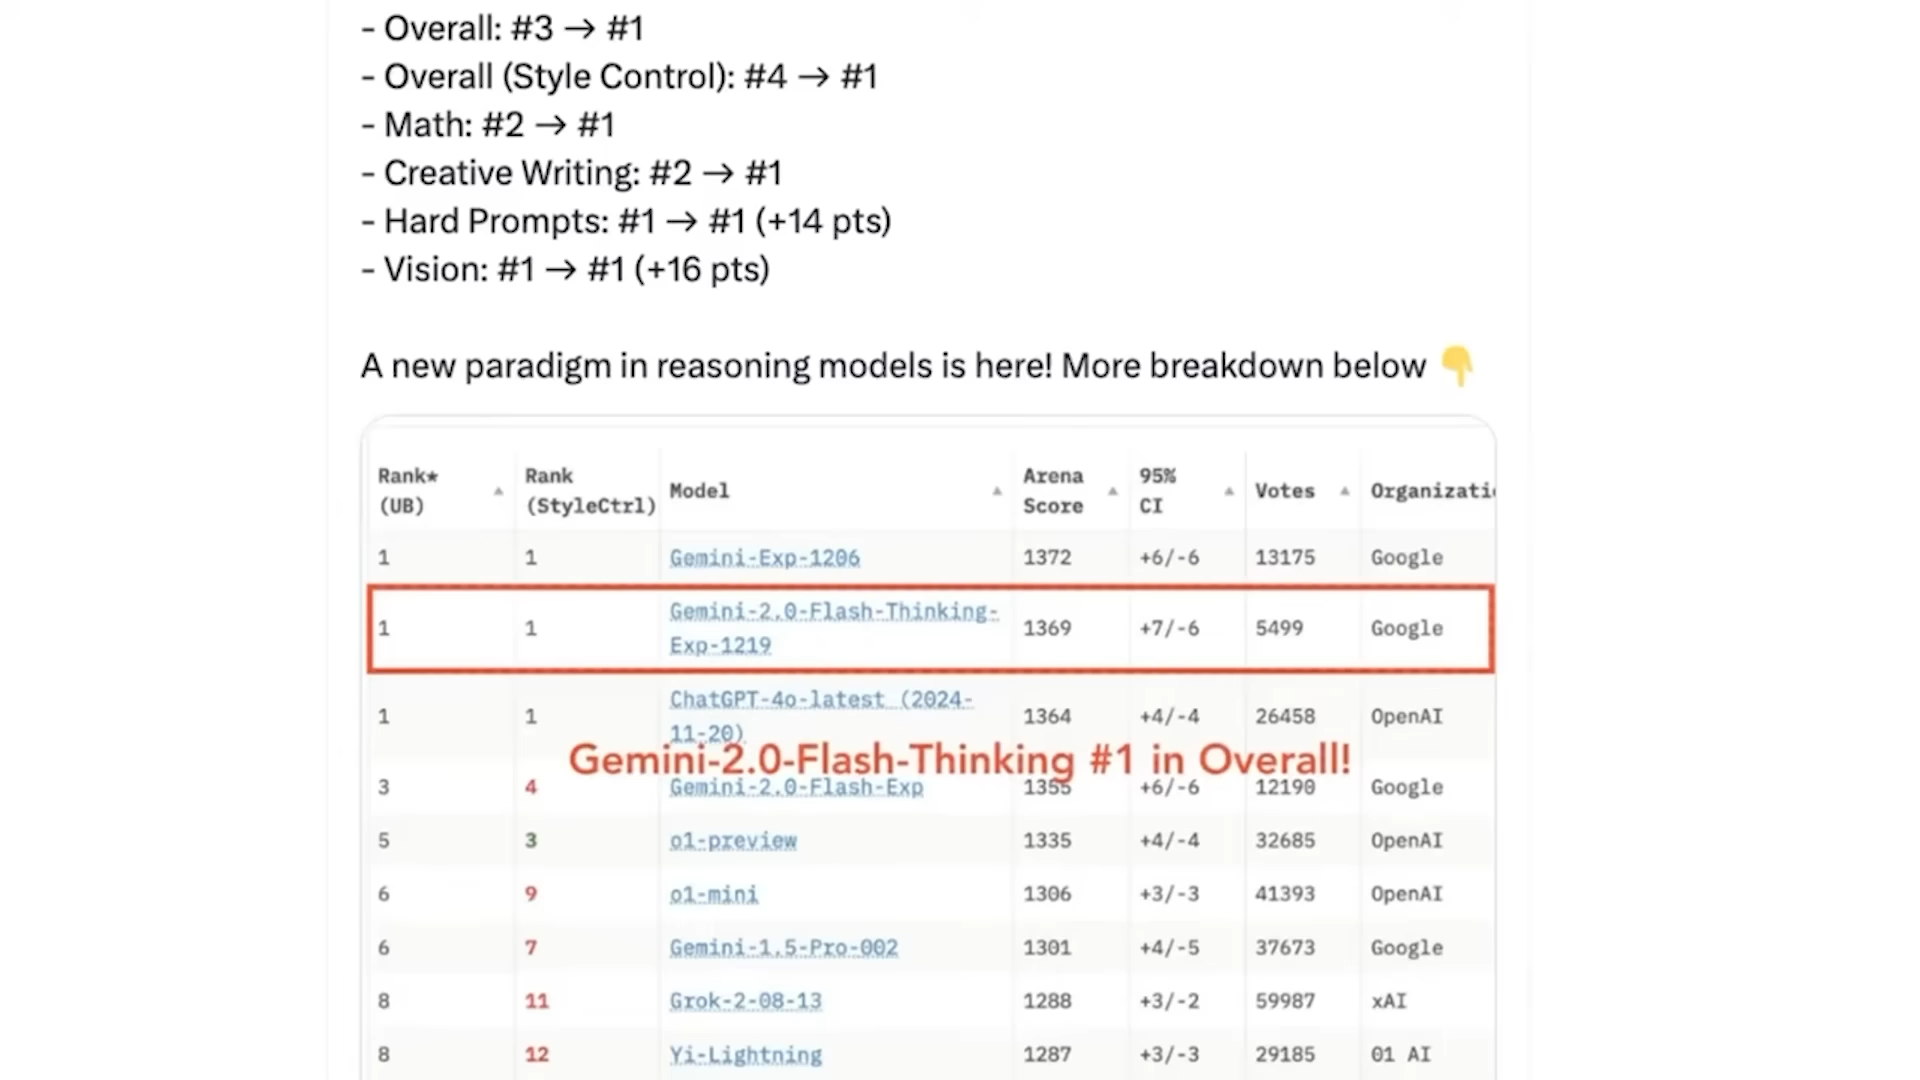 - Overall: #3 → #1
- Overall (Style Control): #4 → #1
- Math: #2 → #1
- Creative Writing: #2 → #1
- Hard Prompts: #1 → #1 (+14 pts)
- Vision: #1 → #1 (+16 pts)
A new paradigm in reasoning models is here! More breakdown below 👇
Rank* (UB) Rank (StyleCtrl) Model Arena Score 95% CI Votes Organizatio
1 1 Gemini-Exp-1206 1372 +6/-6 13175 Google
1 1 Gemini-2.0-Flash-Thinking-Exp-1219 1369 +7/-6 5499 Google
1 1 ChatGPT-4o-latest (2024-11-20) 1364 +4/-4 26458 OpenAI
Gemini-2.0-Flash-Thinking #1 in Overall!
3 4 Gemini-2.0-Flash-Exp 1355 +6/-6 12190 Google
5 3 o1-preview 1335 +4/-4 32685 OpenAI
6 9 o1-mini 1306 +3/-3 41393 OpenAI
6 7 Gemini-1.5-Pro-002 1301 +4/-5 37673 Google
8 11 Grok-2-08-13 1288 +3/-2 59987 xAI
8 12 Yi-Lightning 1287 +3/-3 29185 01 AI